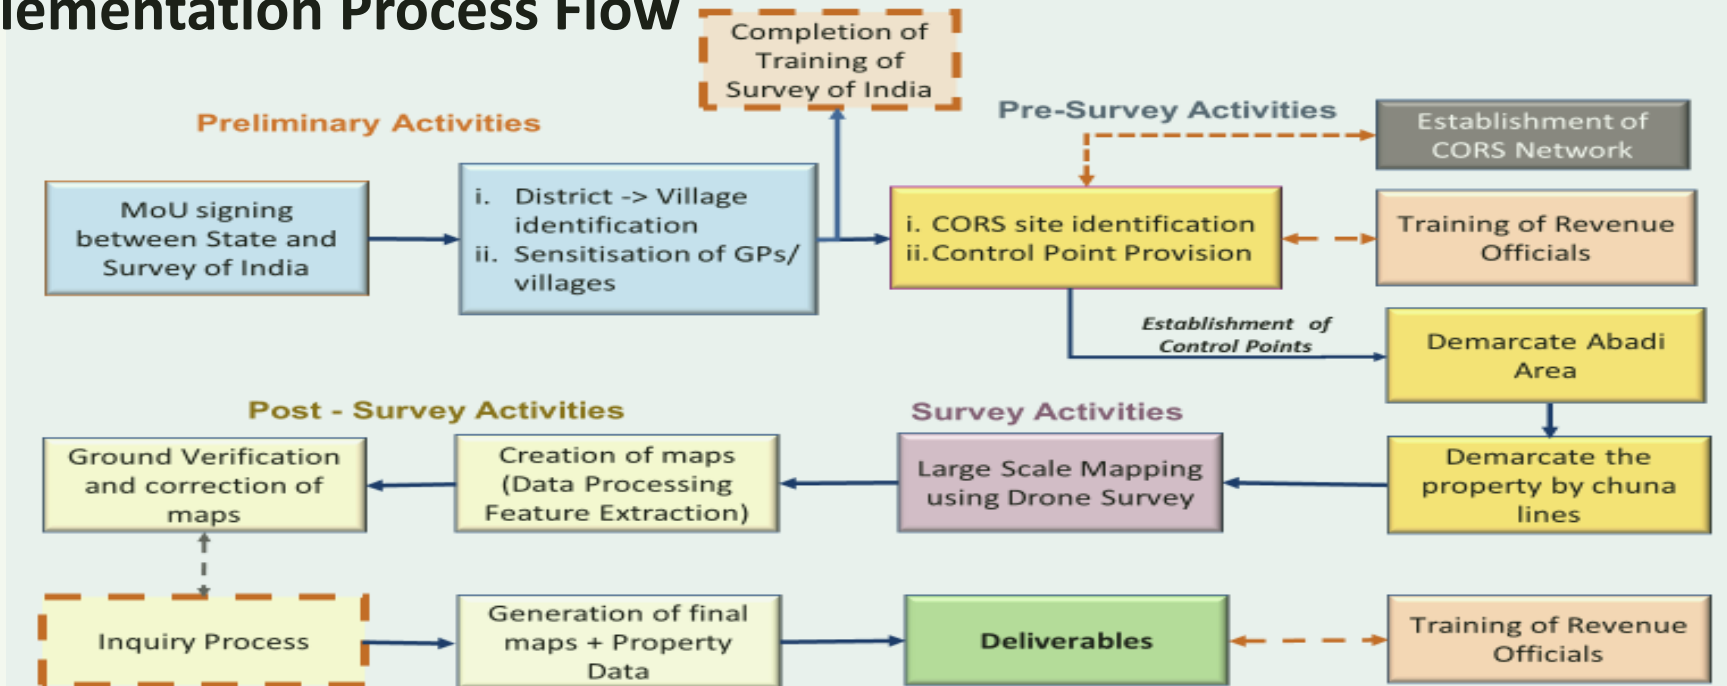 lementation Process Flow
Completion of
Training of
Survey of India
Preliminary Activities
Pre-Survey Activities
Establishment of
CORS Network
MoU signing
between State and
Survey of India
i. District -> Village
identification
ii. Sensitisation of GPs/
villages
i. CORS site identification
ii. Control Point Provision
Training of Revenue
Officials
Establishment of
Control Points
Demarcate Abadi
Area
Post - Survey Activities
Survey Activities
Ground Verification
and correction of
maps
Creation of maps
(Data Processing
Feature Extraction)
Large Scale Mapping
using Drone Survey
Demarcate the
property by chuna
lines
Inquiry Process
Generation of final
maps + Property
Data
Deliverables
Training of Revenue
Officials